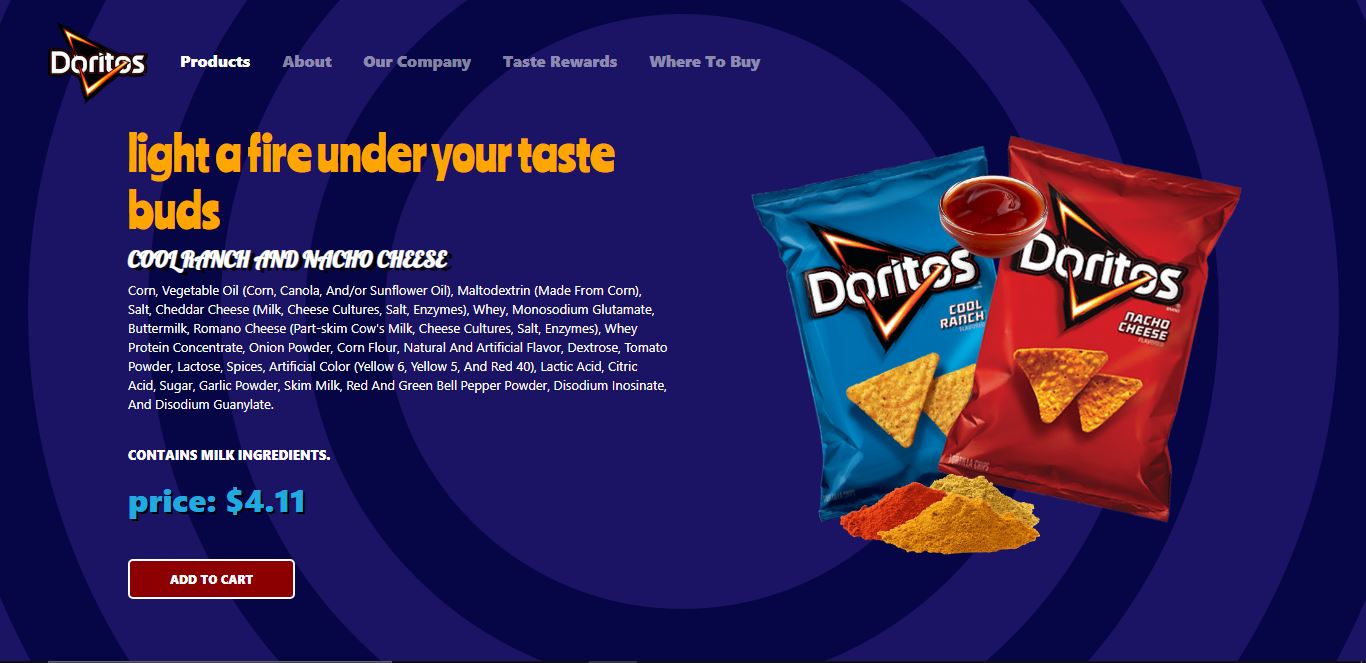 Doritos
Products About Our Company Taste Rewards Where To Buy
light a fire under your taste
buds
COOL RANCH AND NACHO CHEESE
Corn, Vegetable Oil (Corn, Canola, And/or Sunflower Oil), Maltodextrin (Made From Corn),
Salt, Cheddar Cheese (Milk, Cheese Cultures, Salt, Enzymes), Whey, Monosodium Glutamate,
Buttermilk, Romano Cheese (Part-skim Cow's Milk, Cheese Cultures, Salt, Enzymes), Whey
Protein Concentrate, Onion Powder, Corn Flour, Natural And Artificial Flavor, Dextrose, Tomato
Powder, Lactose, Spices, Artificial Color (Yellow 6, Yellow 5, And Red 40), Lactic Acid, Citric
Acid, Sugar, Garlic Powder, Skim Milk, Red And Green Bell Pepper Powder, Disodium Inosinate,
And Disodium Guanylate.
CONTAINS MILK INGREDIENTS.
price: $4.11
ADD TO CART
Doritos
COOL
RANCH
FLAVORED
Doritos
NACHO
CHEESE
FLAVORED
TORTILLA CHIPS